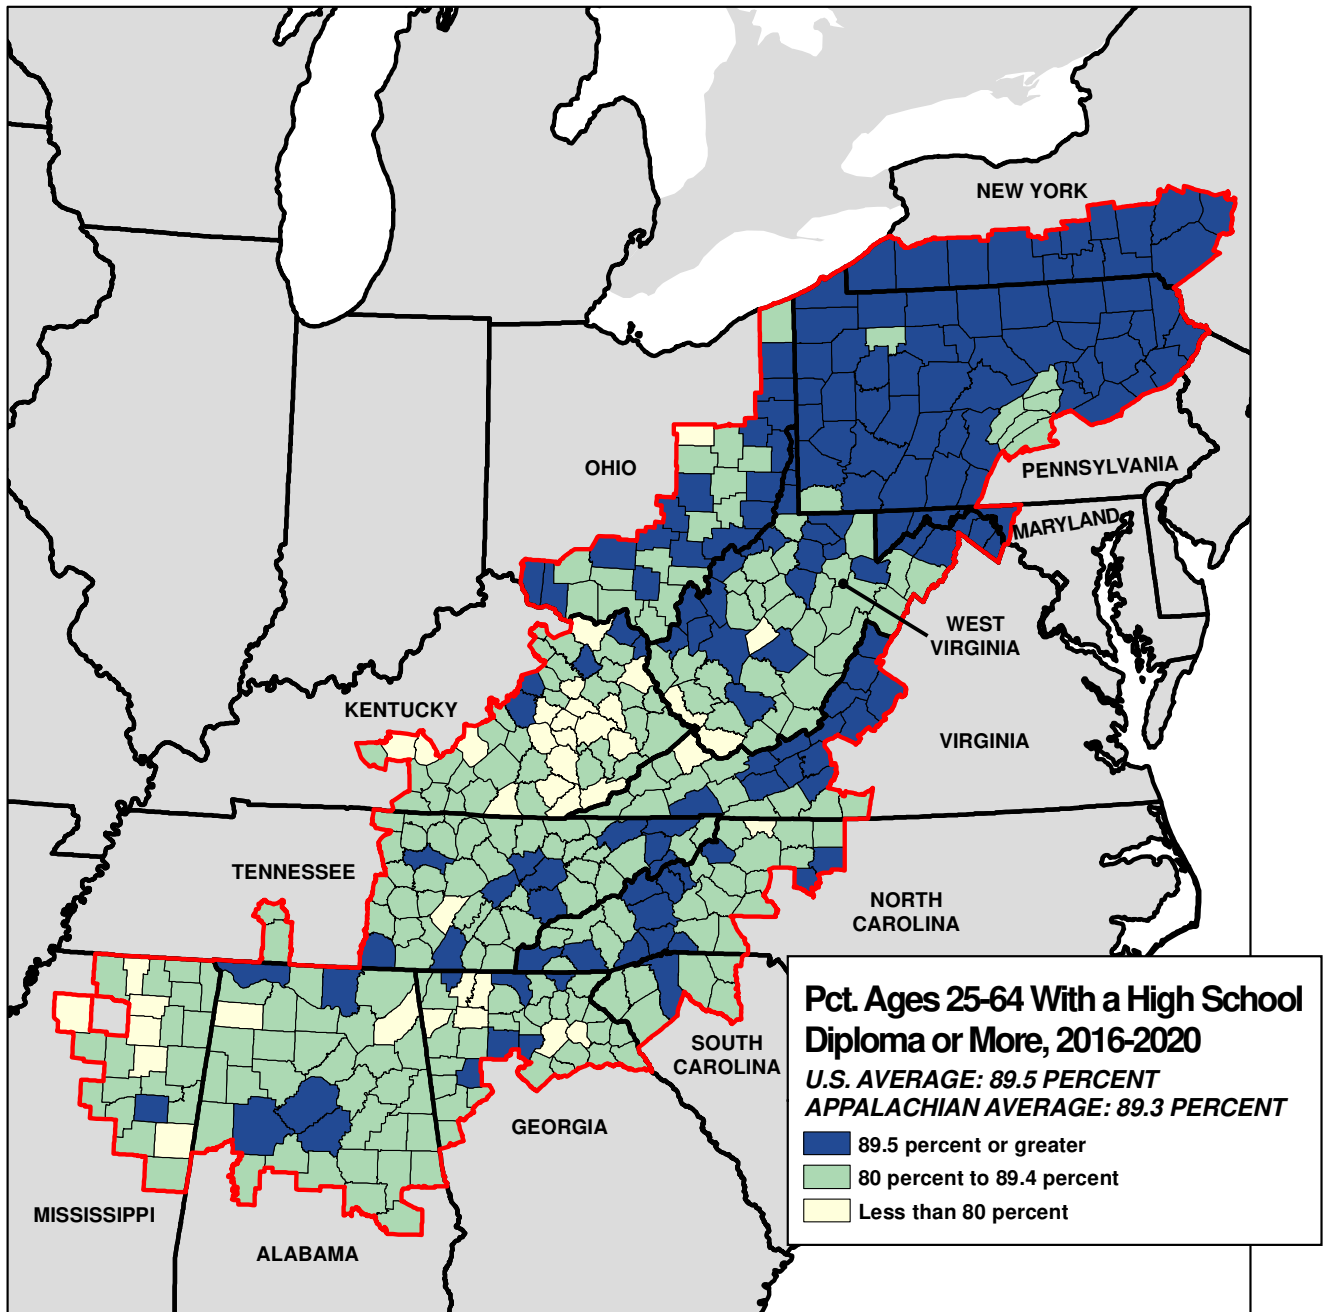 NEW YORK
OHIO
PENNSYLVANIA
MARYLAND
WEST
VIRGINIA
KENTUCKY
VIRGINIA
TENNESSEE
NORTH
CAROLINA
SOUTH
CAROLINA
GEORGIA
MISSISSIPPI
ALABAMA
Pct. Ages 25-64 With a High School
Diploma or More, 2016-2020
U.S. AVERAGE: 89.5 PERCENT
APPALACHIAN AVERAGE: 89.3 PERCENT
89.5 percent or greater
80 percent to 89.4 percent
Less than 80 percent